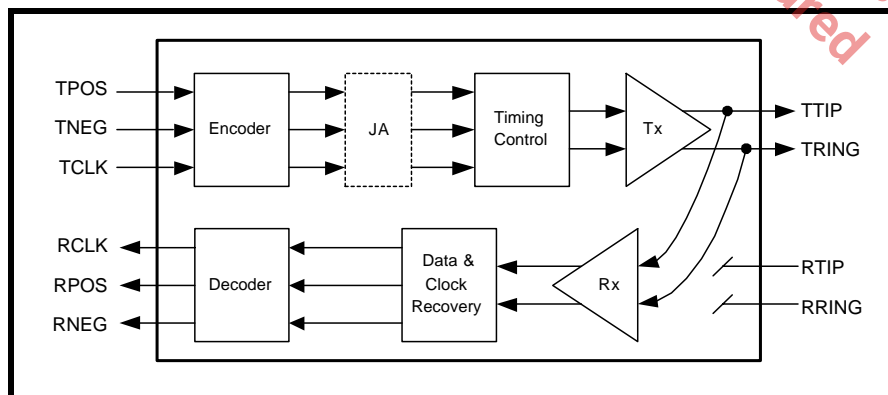 TPOS
TNEG
TCLK
Encoder
JA
Timing
Control
Tx
TTIP
TRING
RCLK
RPOS
RNEG
Decoder
Data &
Clock
Recovery
Rx
RTIP
RRING